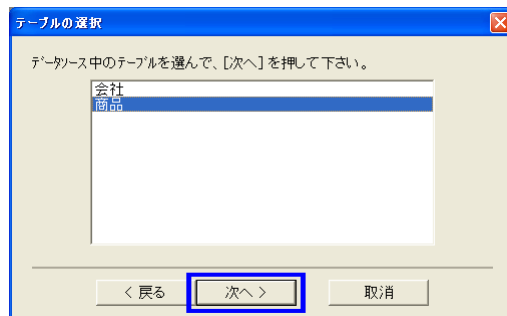 テーブルの選択
ﾃﾞｰﾀｿｰｽ中のﾃｰﾌﾞﾙを選んで、[次へ]を押して下さい。
会社
商品
< 戻る 次へ > 取消